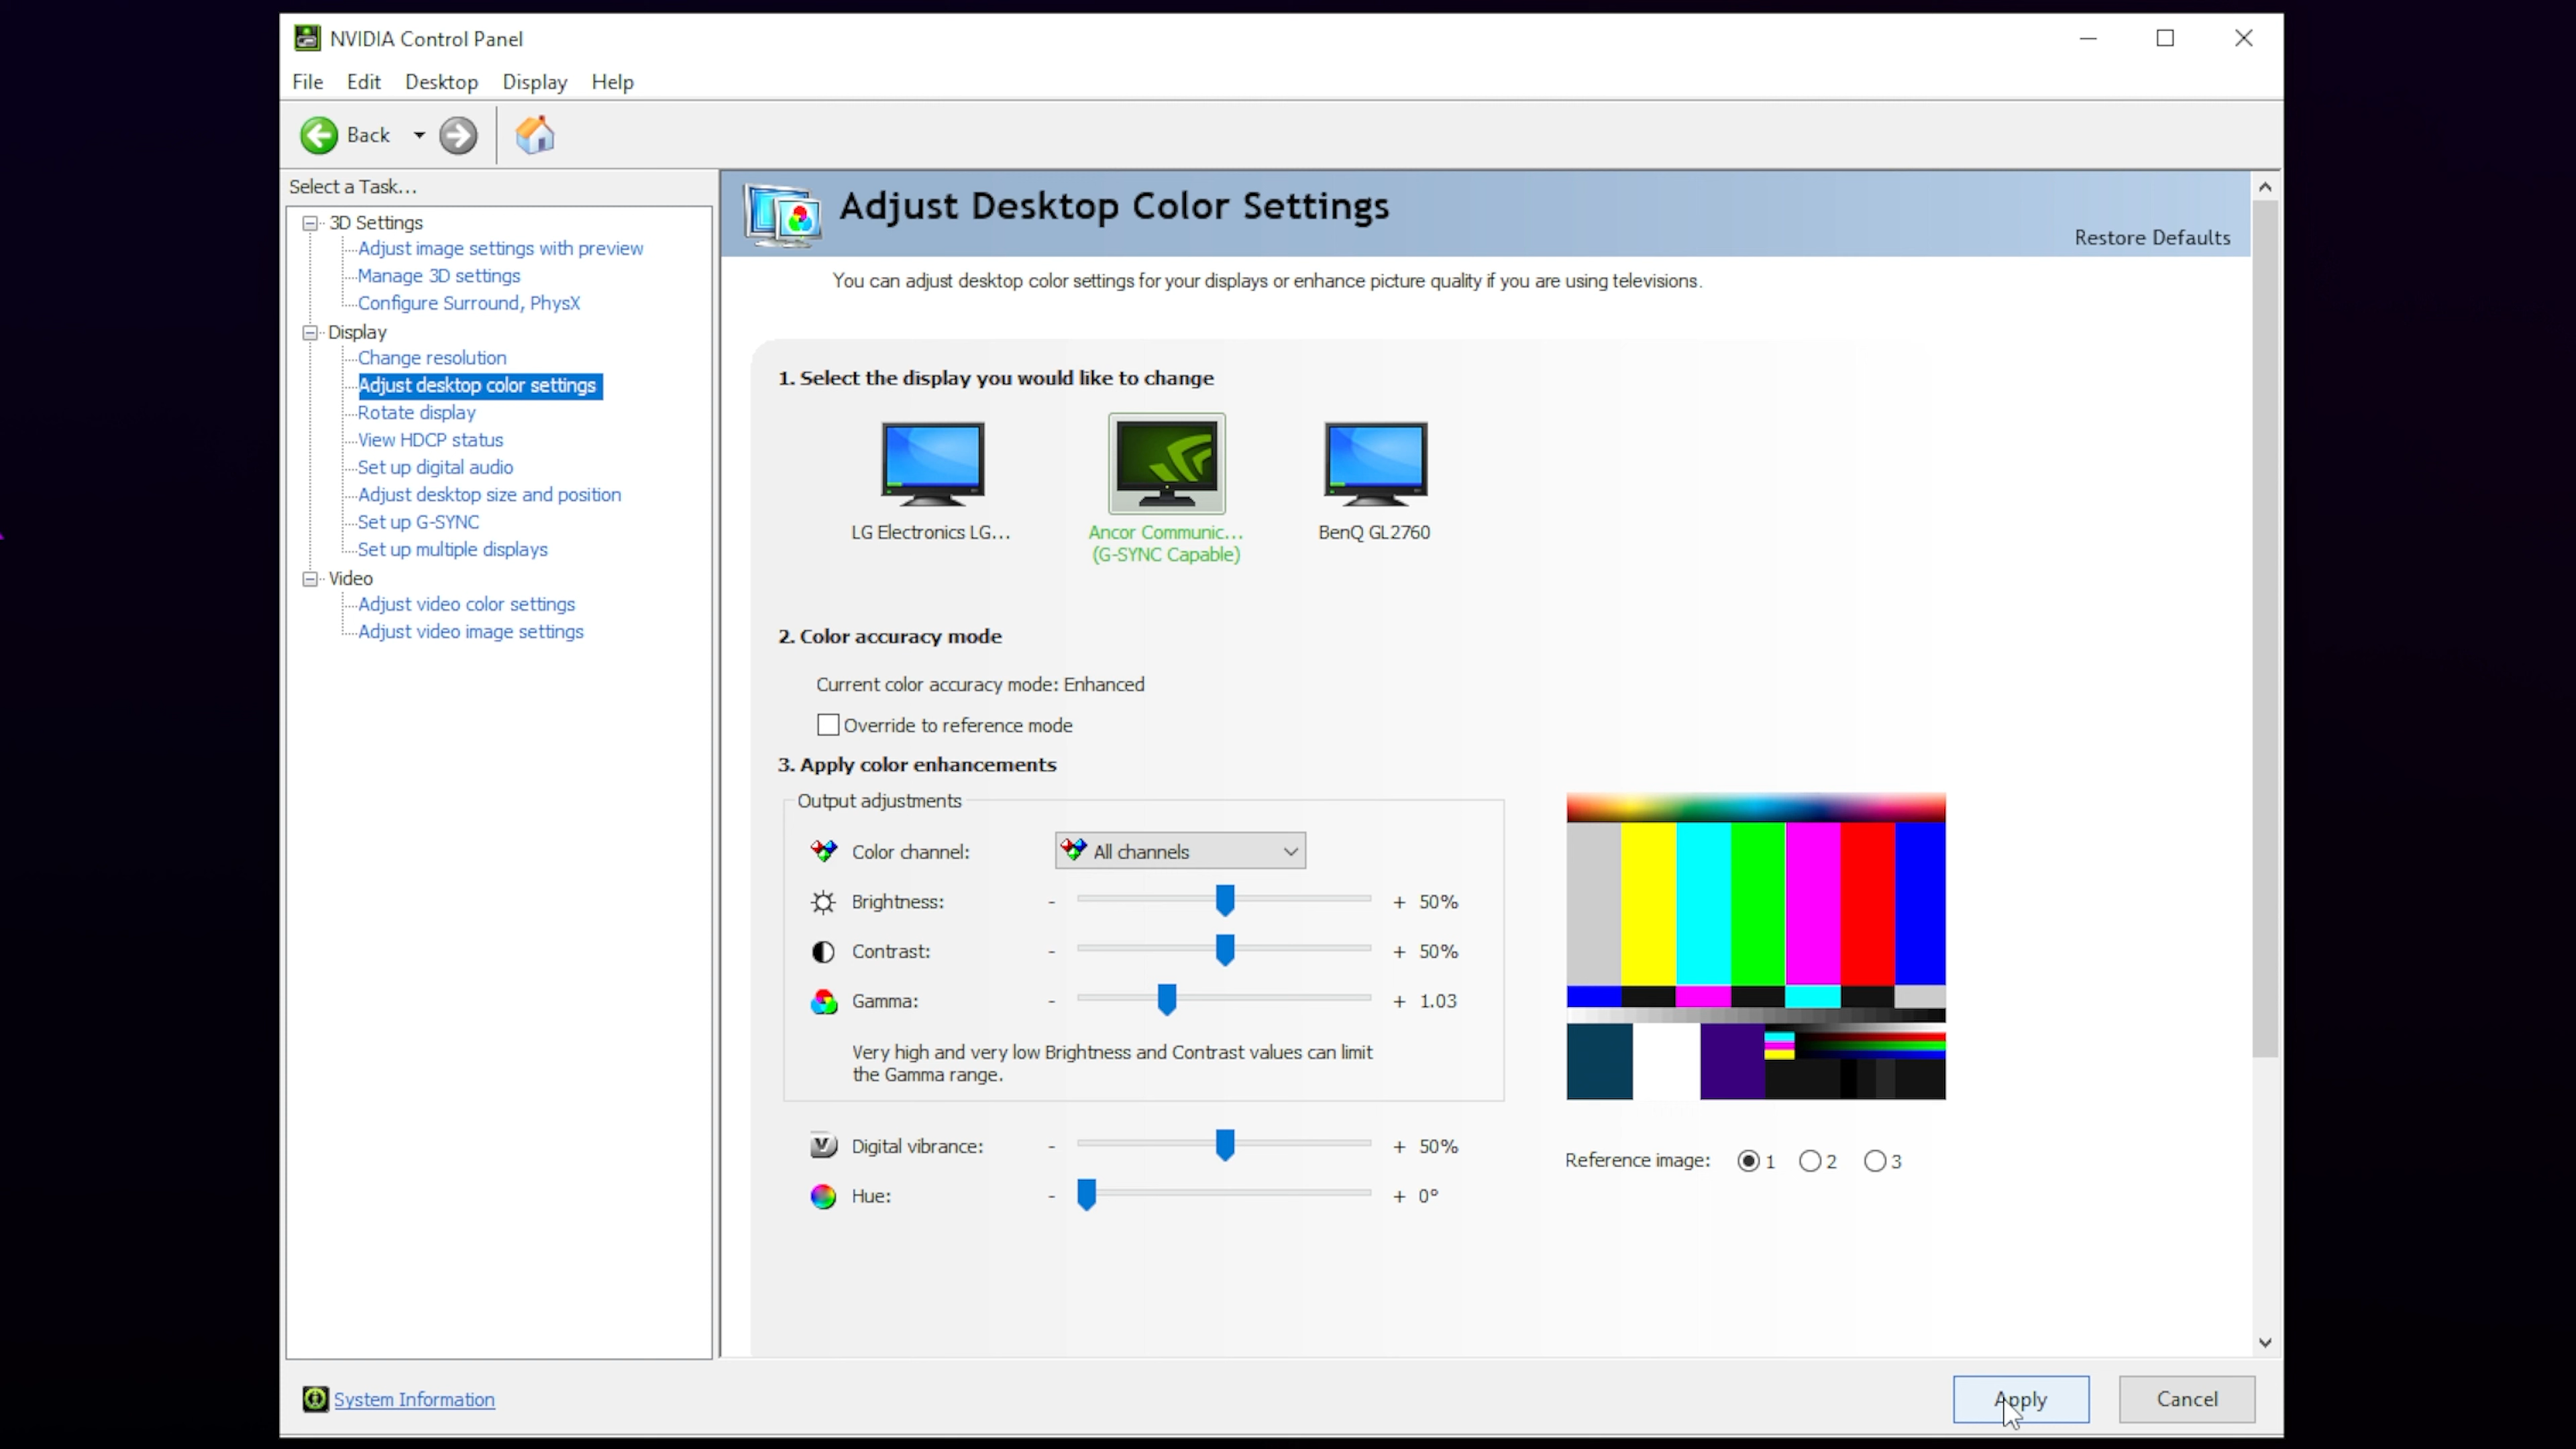 NVIDIA Control Panel
File Edit Desktop Display Help
Back
Select a Task...
3D Settings
Adjust image settings with preview
Manage 3D settings
Configure Surround, PhysX
Display
Change resolution
Adjust desktop color settings
Rotate display
View HDCP status
Set up digital audio
Adjust desktop size and position
Set up G-SYNC
Set up multiple displays
Video
Adjust video color settings
Adjust video image settings
System Information
Adjust Desktop Color Settings
Restore Defaults
You can adjust desktop color settings for your displays or enhance picture quality if you are using televisions.
1. Select the display you would like to change
LG Electronics LG... Ancor Communic... BenQ GL2760
(G-SYNC Capable)
2. Color accuracy mode
Current color accuracy mode: Enhanced
Override to reference mode
3. Apply color enhancements
Output adjustments
Color channel: All channels
Brightness: - + 50%
Contrast: - + 50%
Gamma: - + 1.03
Very high and very low Brightness and Contrast values can limit
the Gamma range.
Digital vibrance: - + 50%
Hue: - + 0°
Reference image: 1 2 3
Apply Cancel